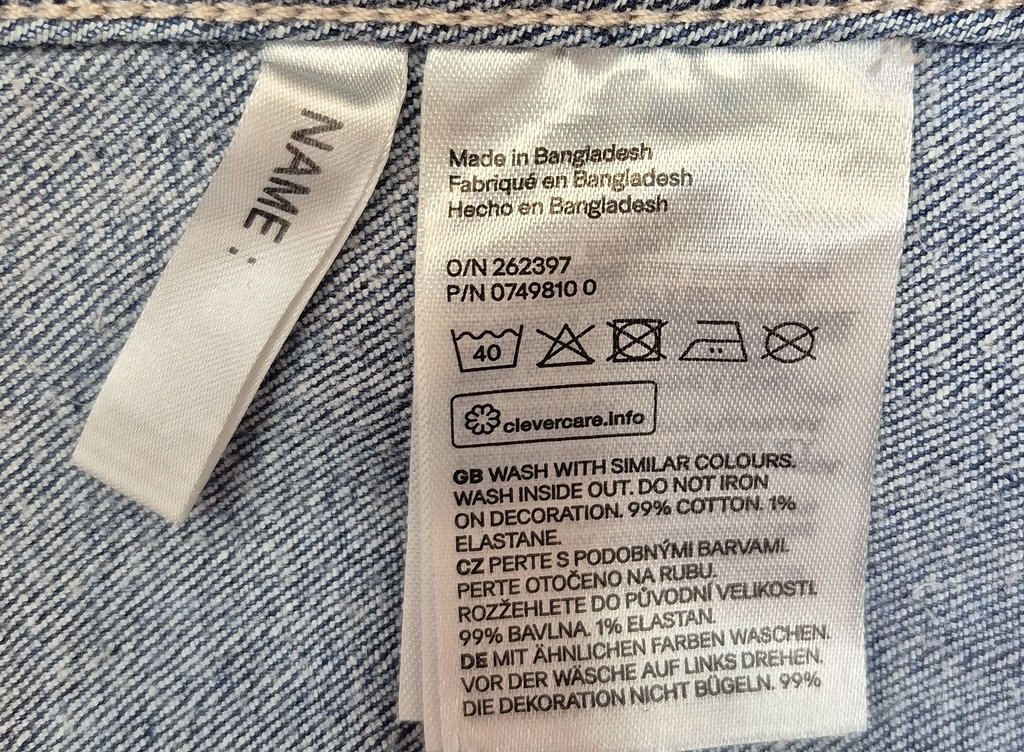 NAME :
Made in Bangladesh
Fabriqué en Bangladesh
Hecho en Bangladesh
O/N 262397
P/N 0749810 0
40
clevercare.info
GB WASH WITH SIMILAR COLOURS.
WASH INSIDE OUT. DO NOT IRON
ON DECORATION. 99% COTTON. 1%
ELASTANE.
CZ PERTE S PODOBNÝMI BARVAMI.
PERTE OTOČENO NA RUBU.
ROZŽEHLETE DO PŮVODNÍ VELIKOSTI.
99% BAVLNA. 1% ELASTAN.
DE MIT ÄHNLICHEN FARBEN WASCHEN.
VOR DER WÄSCHE AUF LINKS DREHEN.
DIE DEKORATION NICHT BÜGELN. 99%